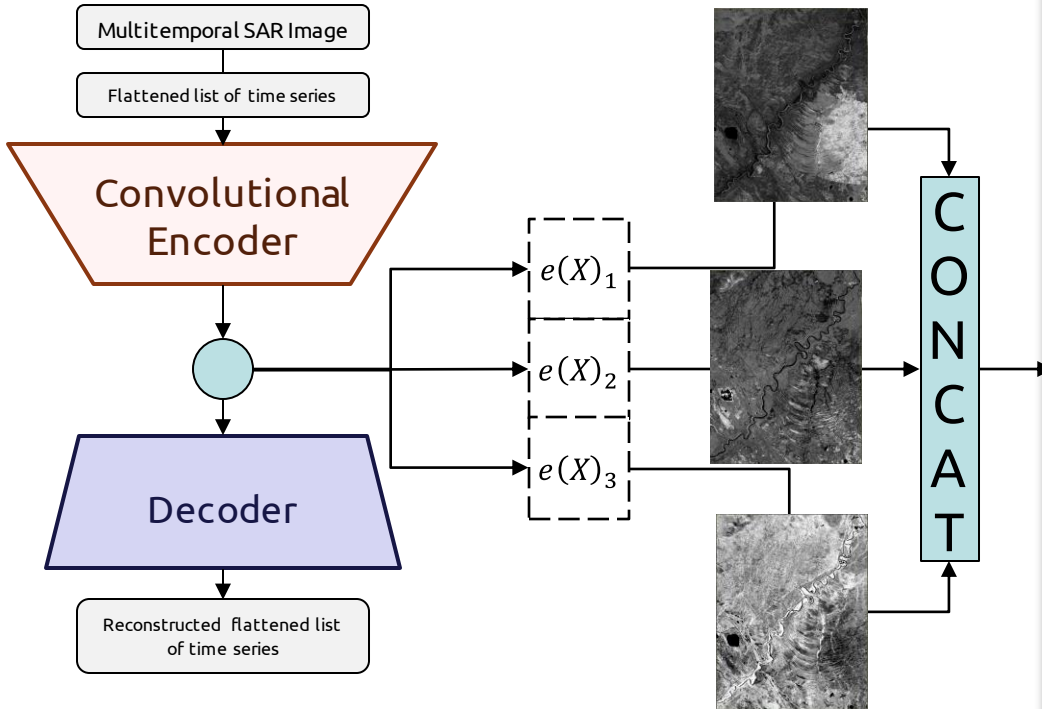 Multitemporal SAR Image
Flattened list of time series
Convolutional
Encoder
e(X)₁
e(X)₂
e(X)₃
Decoder
Reconstructed flattened list
of time series
CONCAT